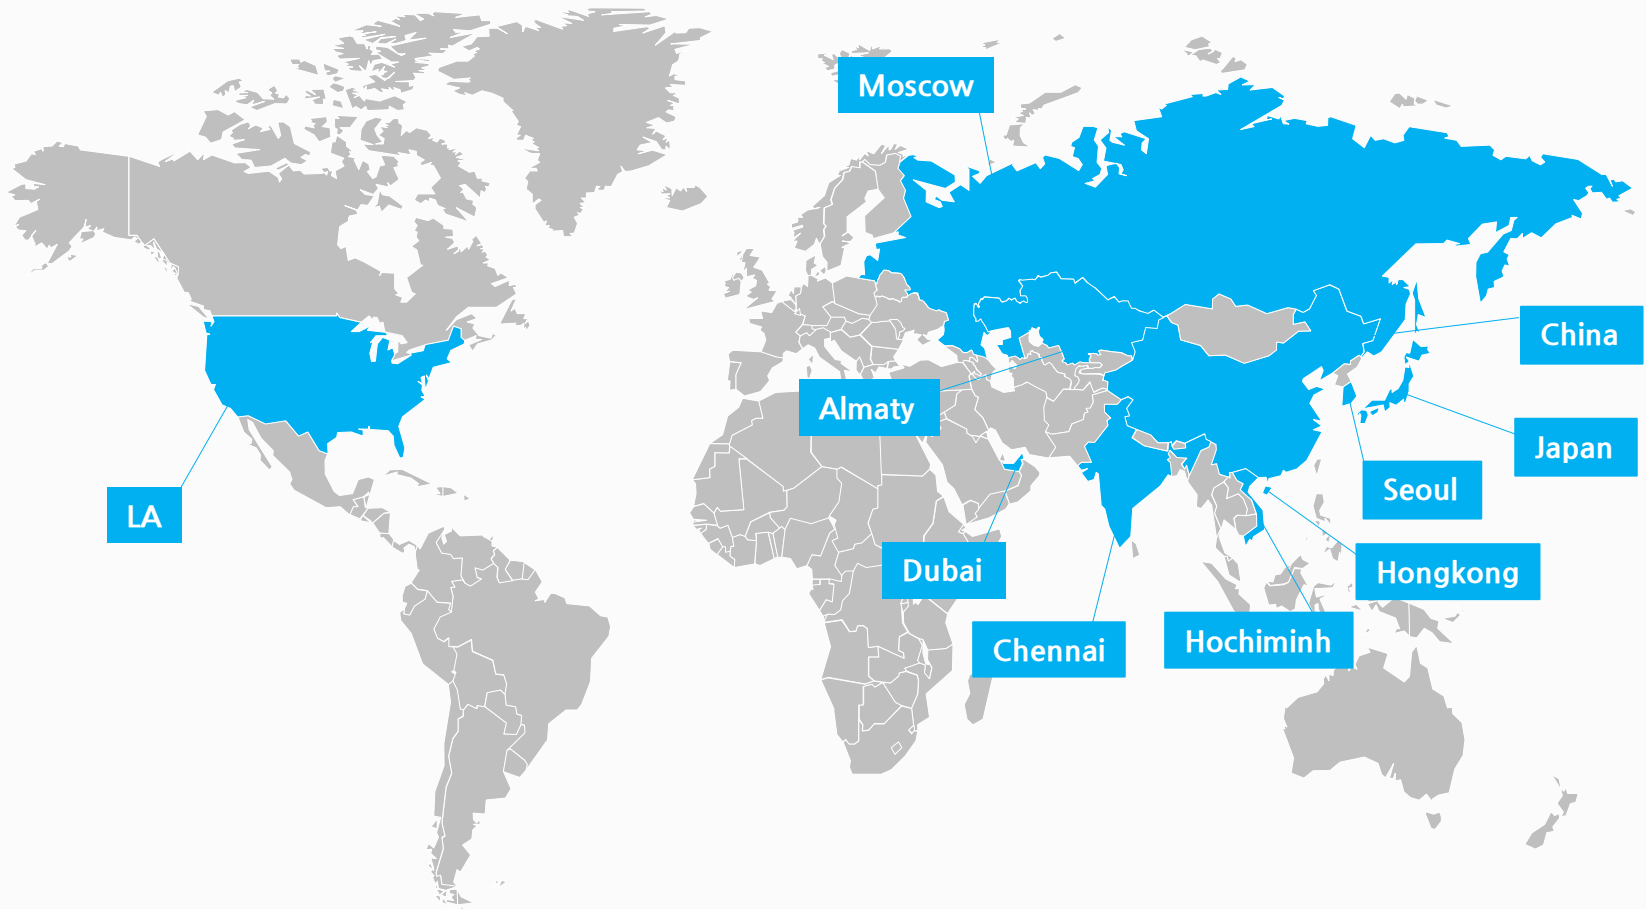 Moscow
China
Almaty
Japan
Seoul
LA
Dubai
Hongkong
Hochiminh
Chennai